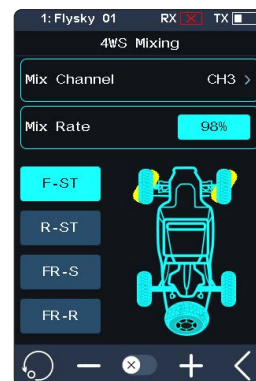 1: Flysky 01 RX TX
4WS Mixing
Mix Channel CH3 >
Mix Rate 98%
F-ST
R-ST
FR-S
FR-R